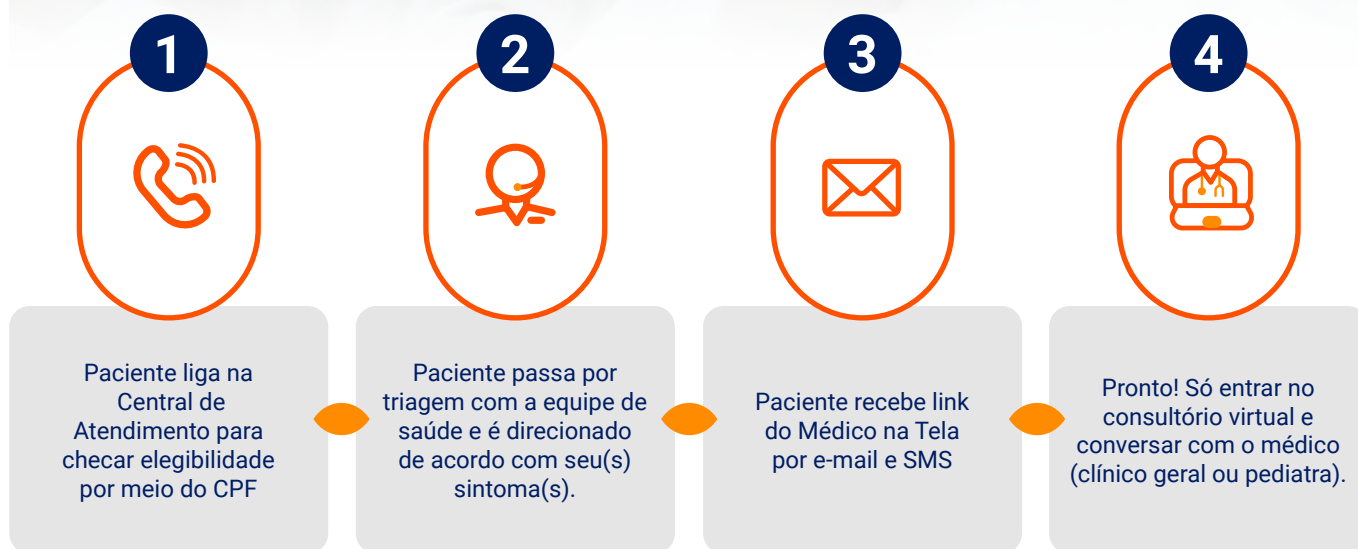 1
Paciente liga na
Central de
Atendimento para
checar elegibilidade
por meio do CPF
2
Paciente passa por
triagem com a equipe de
saúde e é direcionado
de acordo com seu(s)
sintoma(s).
3
Paciente recebe link
do Médico na Tela
por e-mail e SMS
4
Pronto! Só entrar no
consultório virtual e
conversar com o médico
(clínico geral ou pediatra).